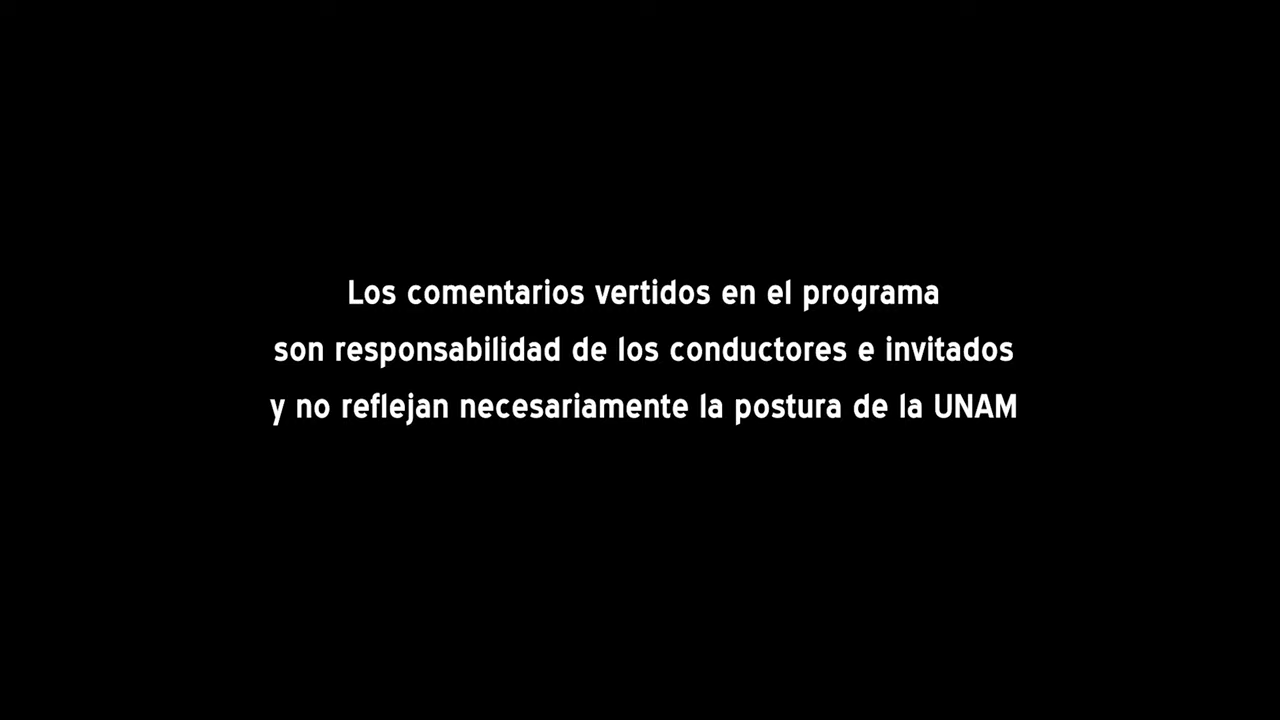 Los comentarios vertidos en el programa
son responsabilidad de los conductores e invitados
y no reflejan necesariamente la postura de la UNAM